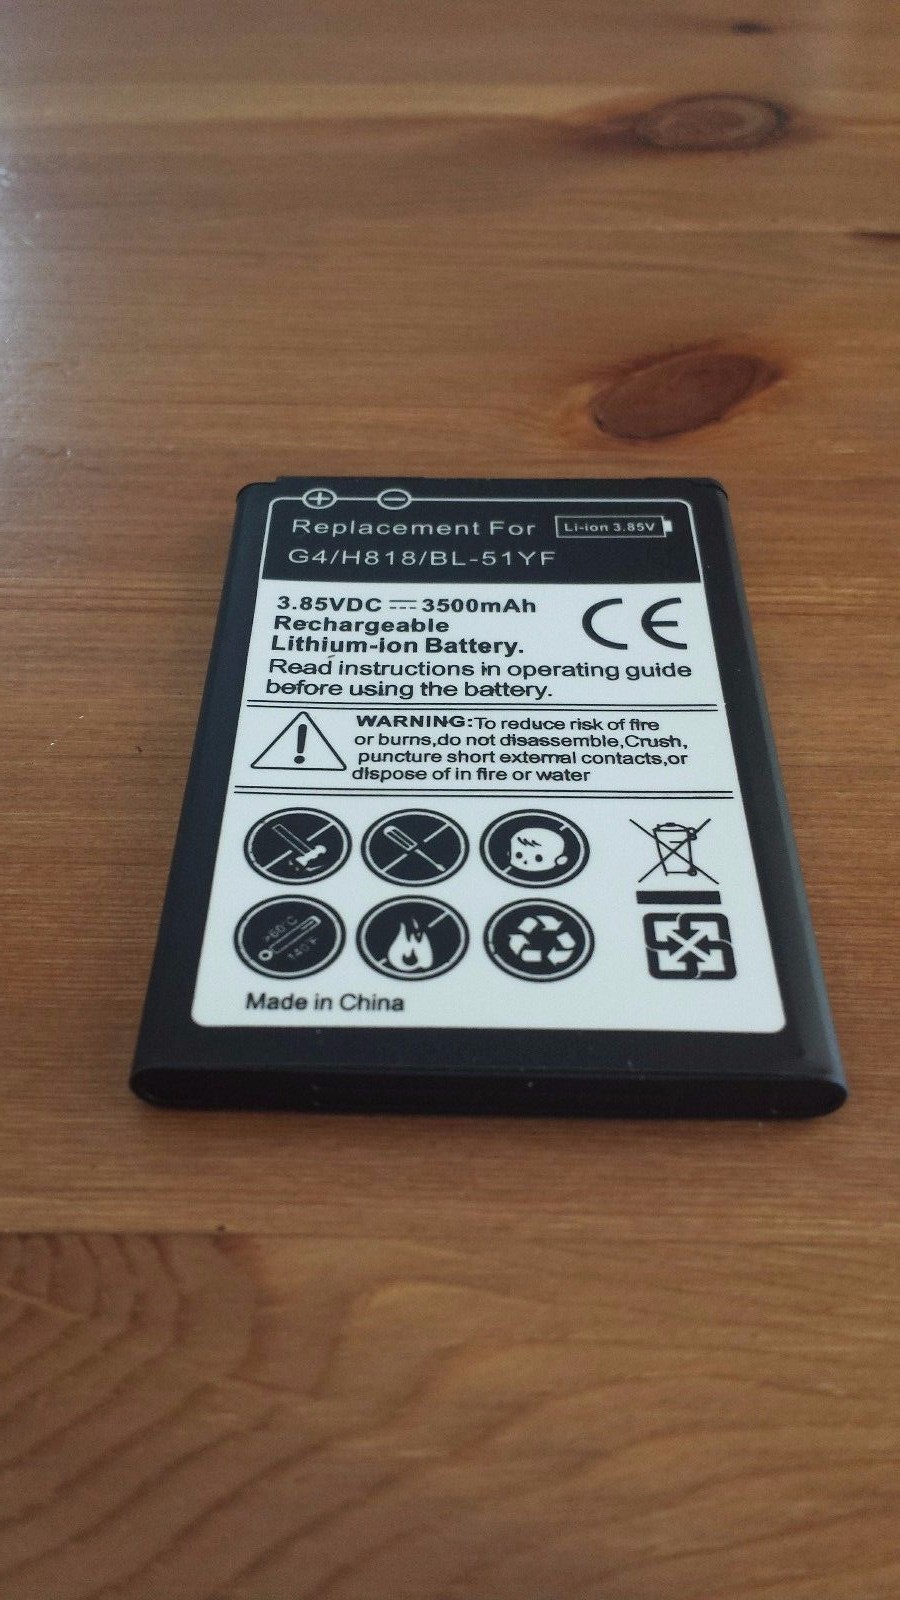 Replacement For
Li-ion 3.85V
G4/H818/BL-51YF
3.85VDC 3500mAh
Rechargeable
Lithium-ion Battery.
Read instructions in operating guide
before using the battery.
WARNING:To reduce risk of fire
or burns,do not disassemble,Crush,
puncture short external contacts,or
dispose of in fire or water
>60°C
140°F
Made in China